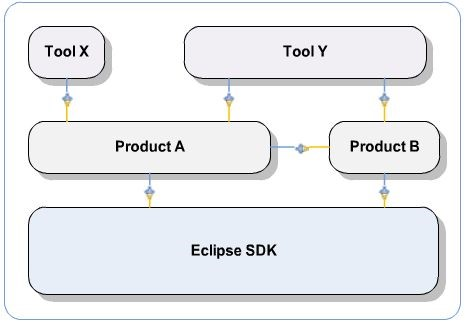 Tool X
Tool Y
Product A
Product B
Eclipse SDK